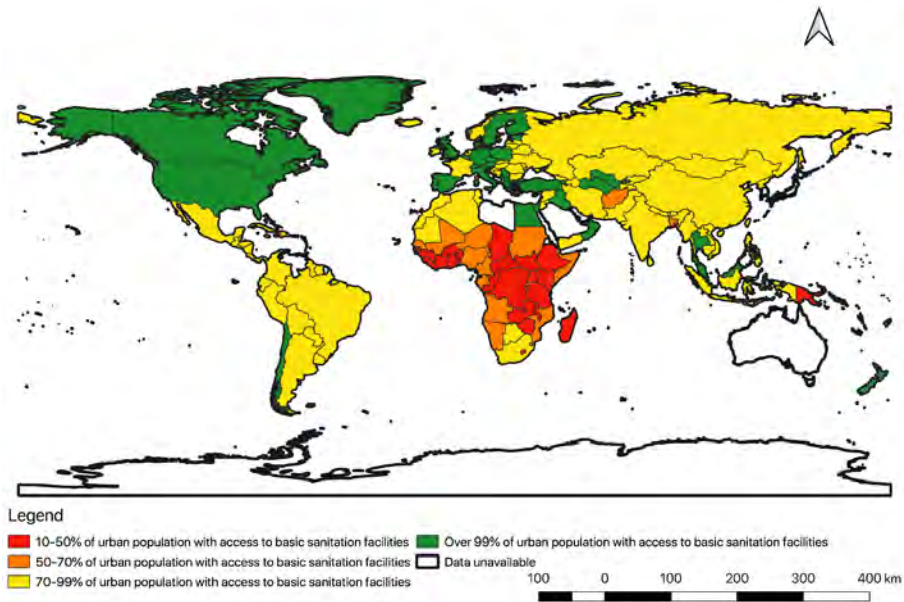 Legend
10-50% of urban population with access to basic sanitation facilities
50-70% of urban population with access to basic sanitation facilities
70-99% of urban population with access to basic sanitation facilities
Over 99% of urban population with access to basic sanitation facilities
Data unavailable
100 0 100 200 300 400 km